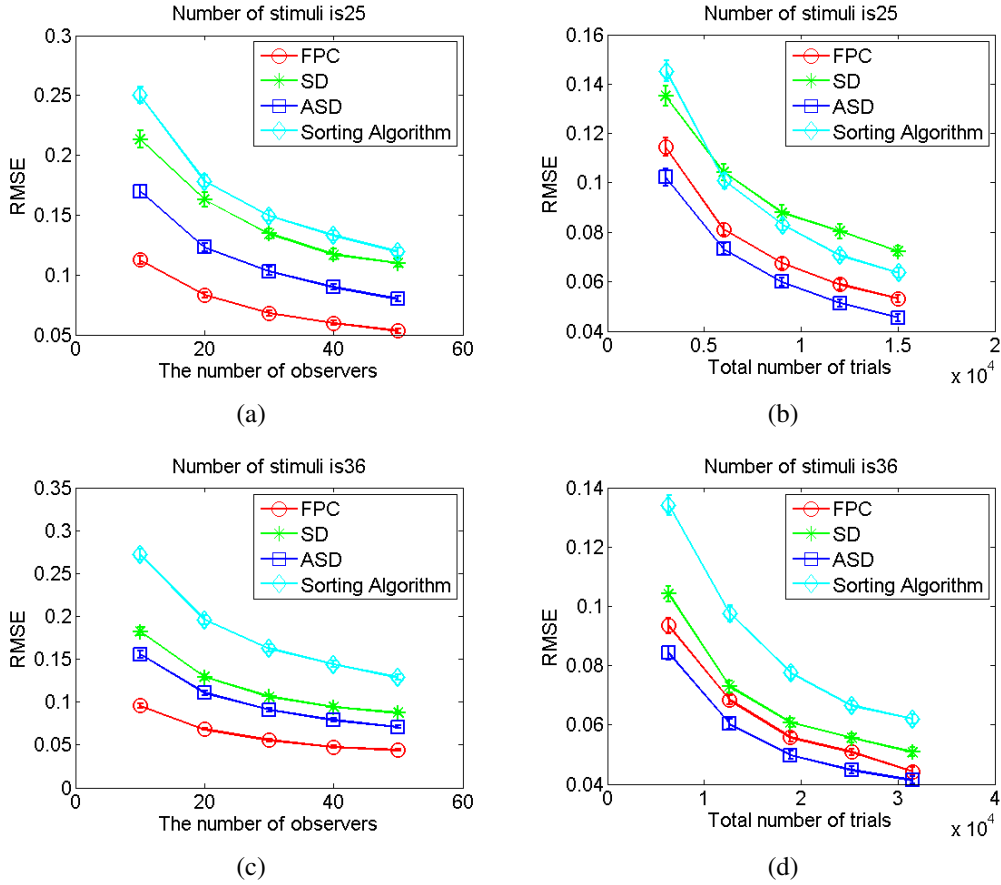 Number of stimuli is25
0.3
0.25
0.2
0.15
0.1
0.05
RMSE
FPC
SD
ASD
Sorting Algorithm
0
20
40
60
The number of observers
(a)
Number of stimuli is25
0.16
0.14
0.12
0.1
0.08
0.06
0.04
RMSE
FPC
SD
ASD
Sorting Algorithm
0
0.5
1
1.5
2
Total number of trials
x 10^4
(b)
Number of stimuli is36
0.35
0.3
0.25
0.2
0.15
0.1
0.05
0
RMSE
FPC
SD
ASD
Sorting Algorithm
0
20
40
60
The number of observers
(c)
Number of stimuli is36
0.14
0.12
0.1
0.08
0.06
0.04
RMSE
FPC
SD
ASD
Sorting Algorithm
0
1
2
3
4
Total number of trials
x 10^4
(d)